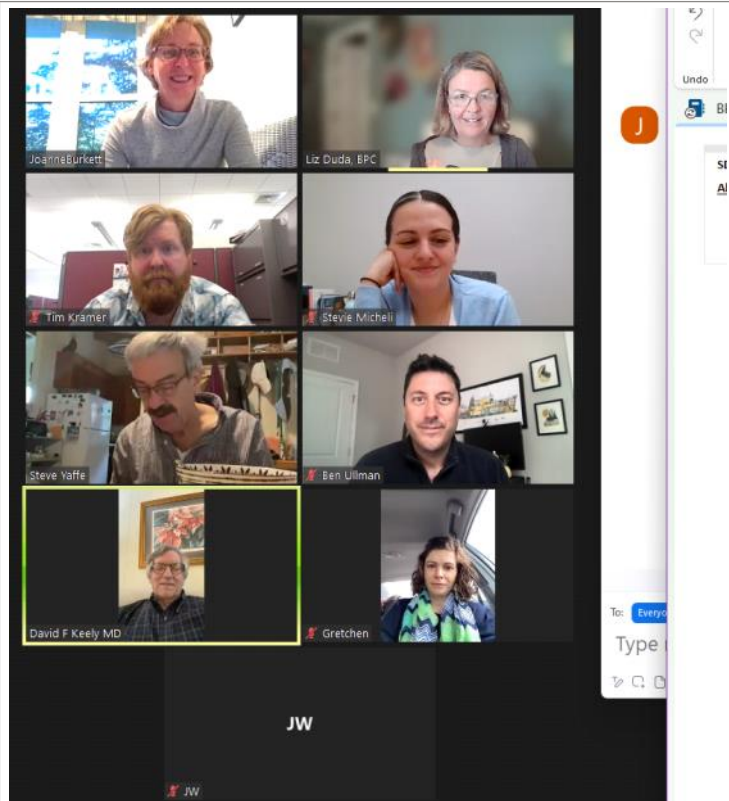 JoanneBurkett
Liz Duda, BPC
Tim Kramer
Stevie Micheli
Steve Yaffe
Ben Ullman
David F Keely MD
Gretchen
JW
JW
J
To: Everyo
Type
Undo